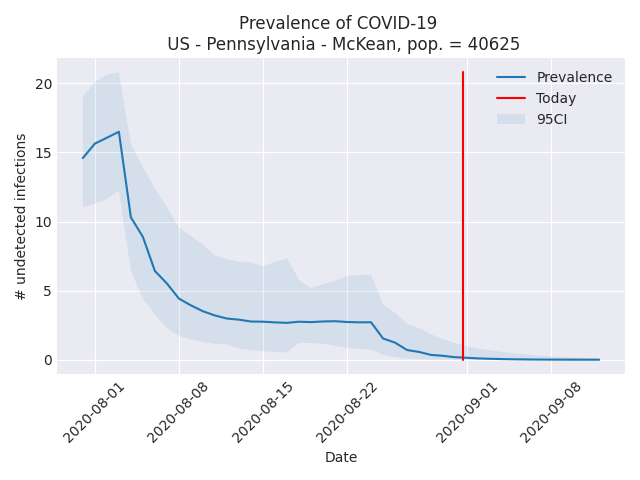 Prevalence of COVID-19
US - Pennsylvania - McKean, pop. = 40625
Prevalence
Today
95CI
# undetected infections
20
15
10
5
0
2020-08-01
2020-08-08
2020-08-15
2020-08-22
2020-09-01
2020-09-08
Date